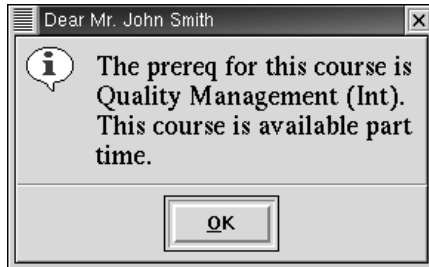 Dear Mr. John Smith
The prereq for this course is
Quality Management (Int).
This course is available part
time.
OK